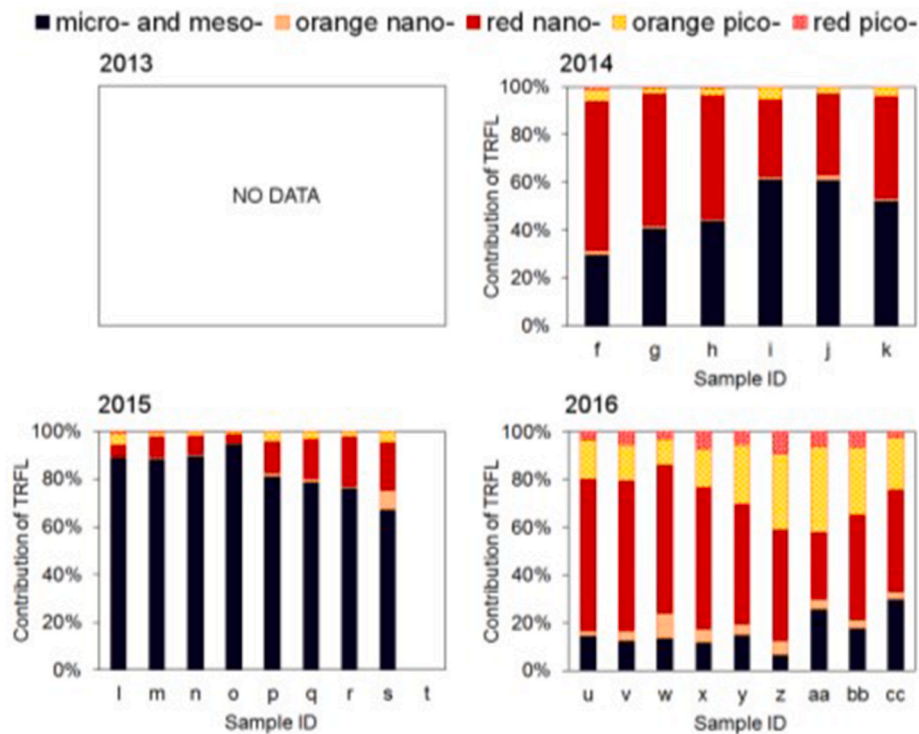 micro- and meso- orange nano- red nano- orange pico- red pico-
2013
NO DATA
2014
Contribution of TRFL
100%
80%
60%
40%
20%
0%
f g h i j k
Sample ID
2015
Contribution of TRFL
100%
80%
60%
40%
20%
0%
l m n o p q r s t
Sample ID
2016
Contribution of TRFL
100%
80%
60%
40%
20%
0%
u v w x y z aa bb cc
Sample ID